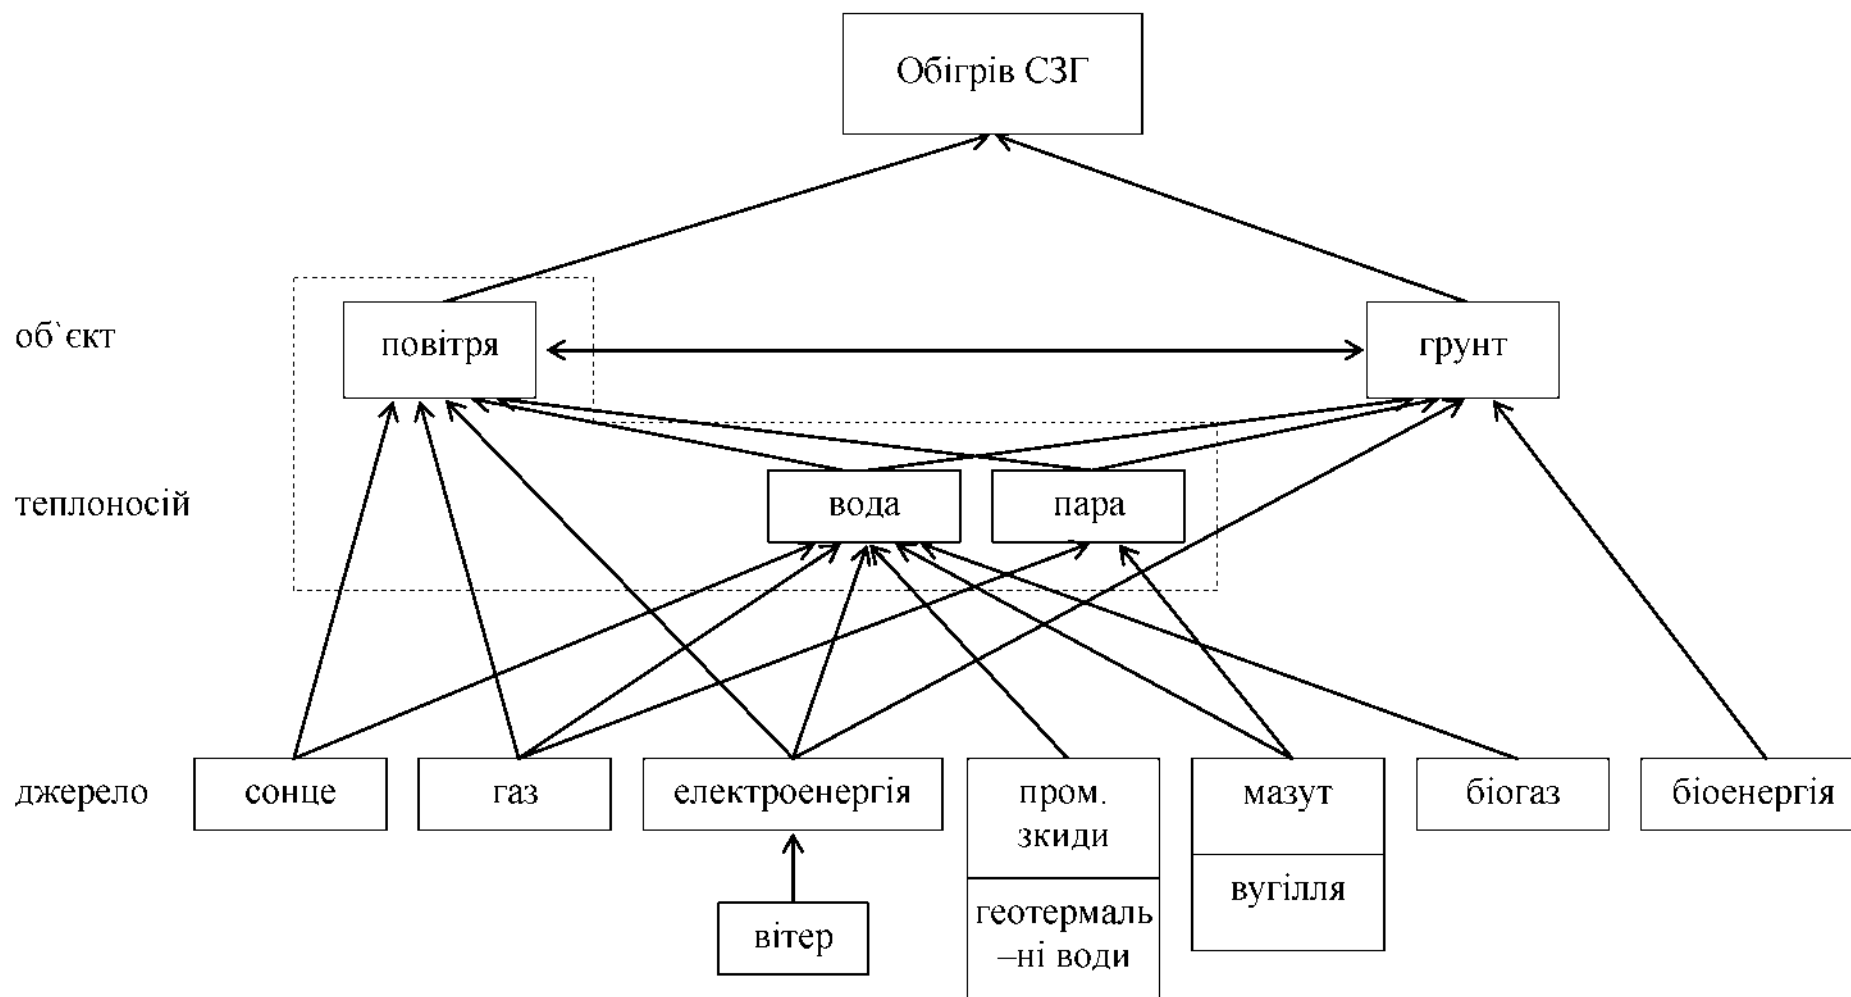 Обігрів СЗГ
об`єкт
повітря
грунт
теплоносій
вода
пара
джерело
сонце
газ
електроенергія
пром.
зкиди
мазут
біогаз
біоенергія
вугілля
геотермаль
–ні води
вітер